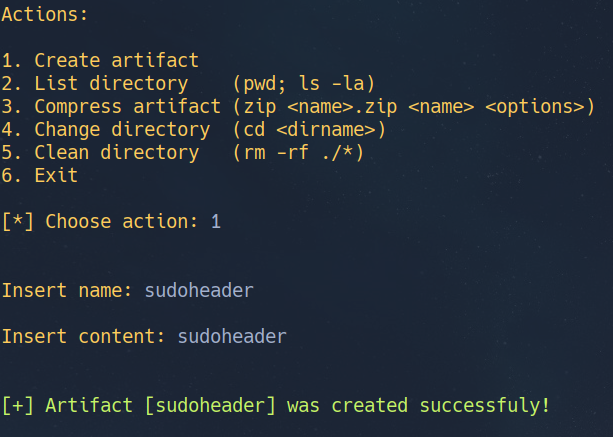 Actions:
1. Create artifact
2. List directory    (pwd; ls -la)
3. Compress artifact (zip <name>.zip <name> <options>)
4. Change directory  (cd <dirname>)
5. Clean directory   (rm -rf ./*)
6. Exit
[*] Choose action: 1
Insert name: sudoheader
Insert content: sudoheader
[+] Artifact [sudoheader] was created successfuly!